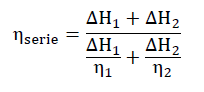 η_serie = (ΔH₁ + ΔH₂) / (ΔH₁/η₁ + ΔH₂/η₂)